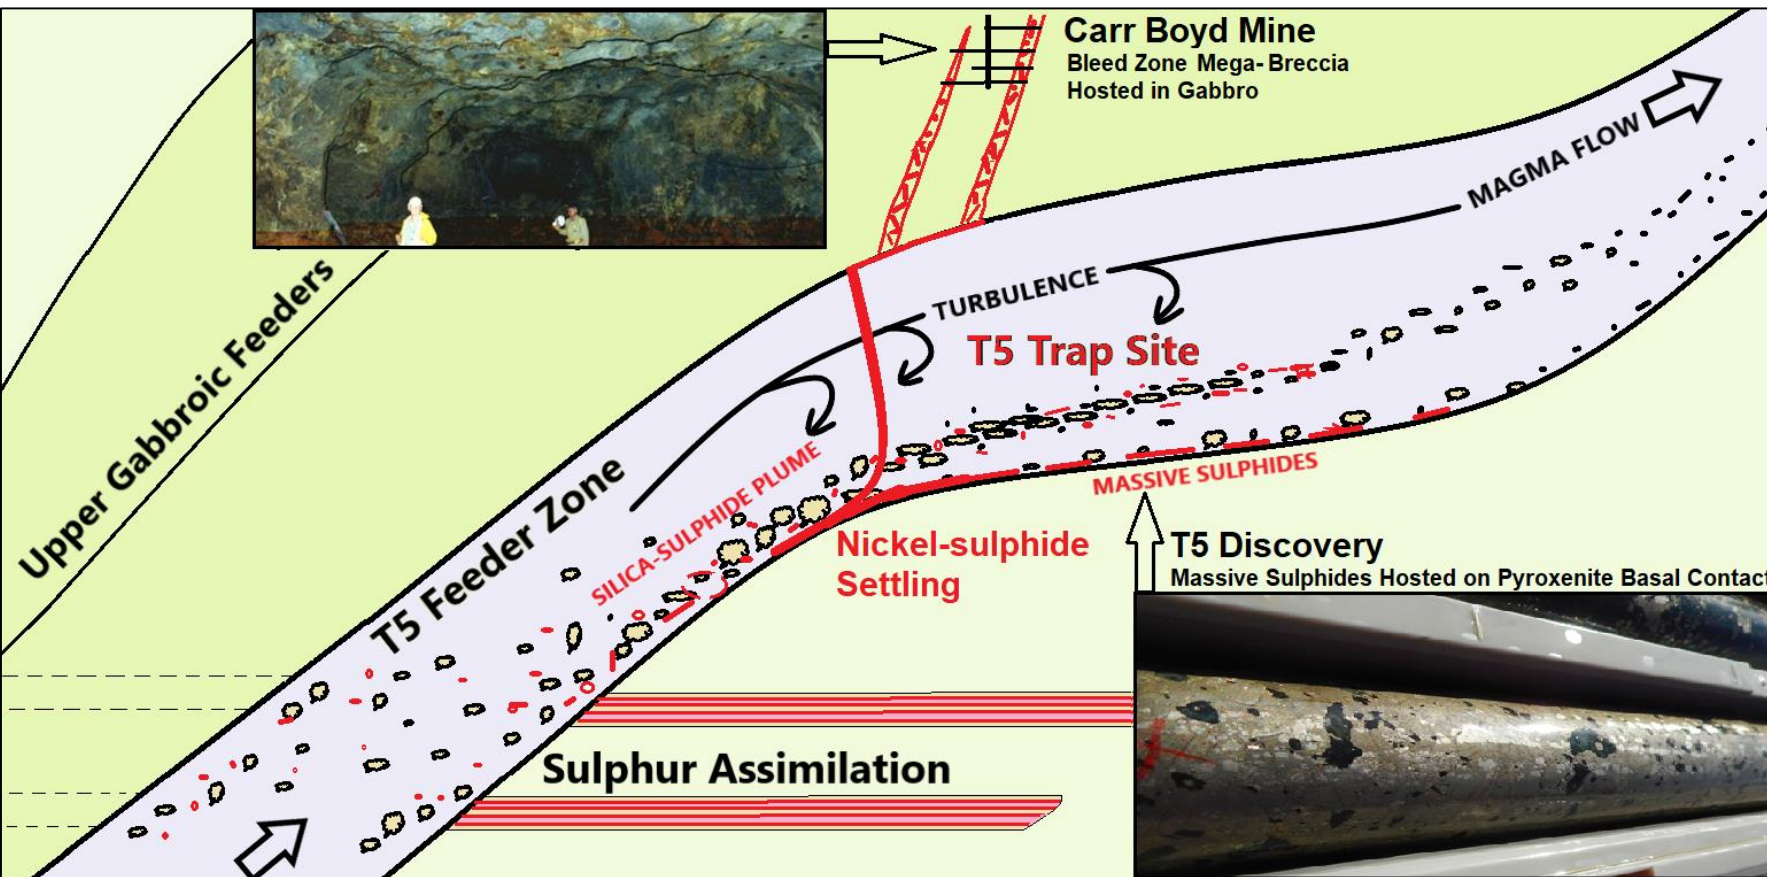 Carr Boyd Mine
Bleed Zone Mega-Breccia
Hosted in Gabbro
MAGMA FLOW
TURBULENCE
T5 Trap Site
Upper Gabbroic Feeders
T5 Feeder Zone
SILICA-SULPHIDE PLUME
MASSIVE SULPHIDES
Nickel-sulphide
Settling
T5 Discovery
Massive Sulphides Hosted on Pyroxenite Basal Contact
Sulphur Assimilation